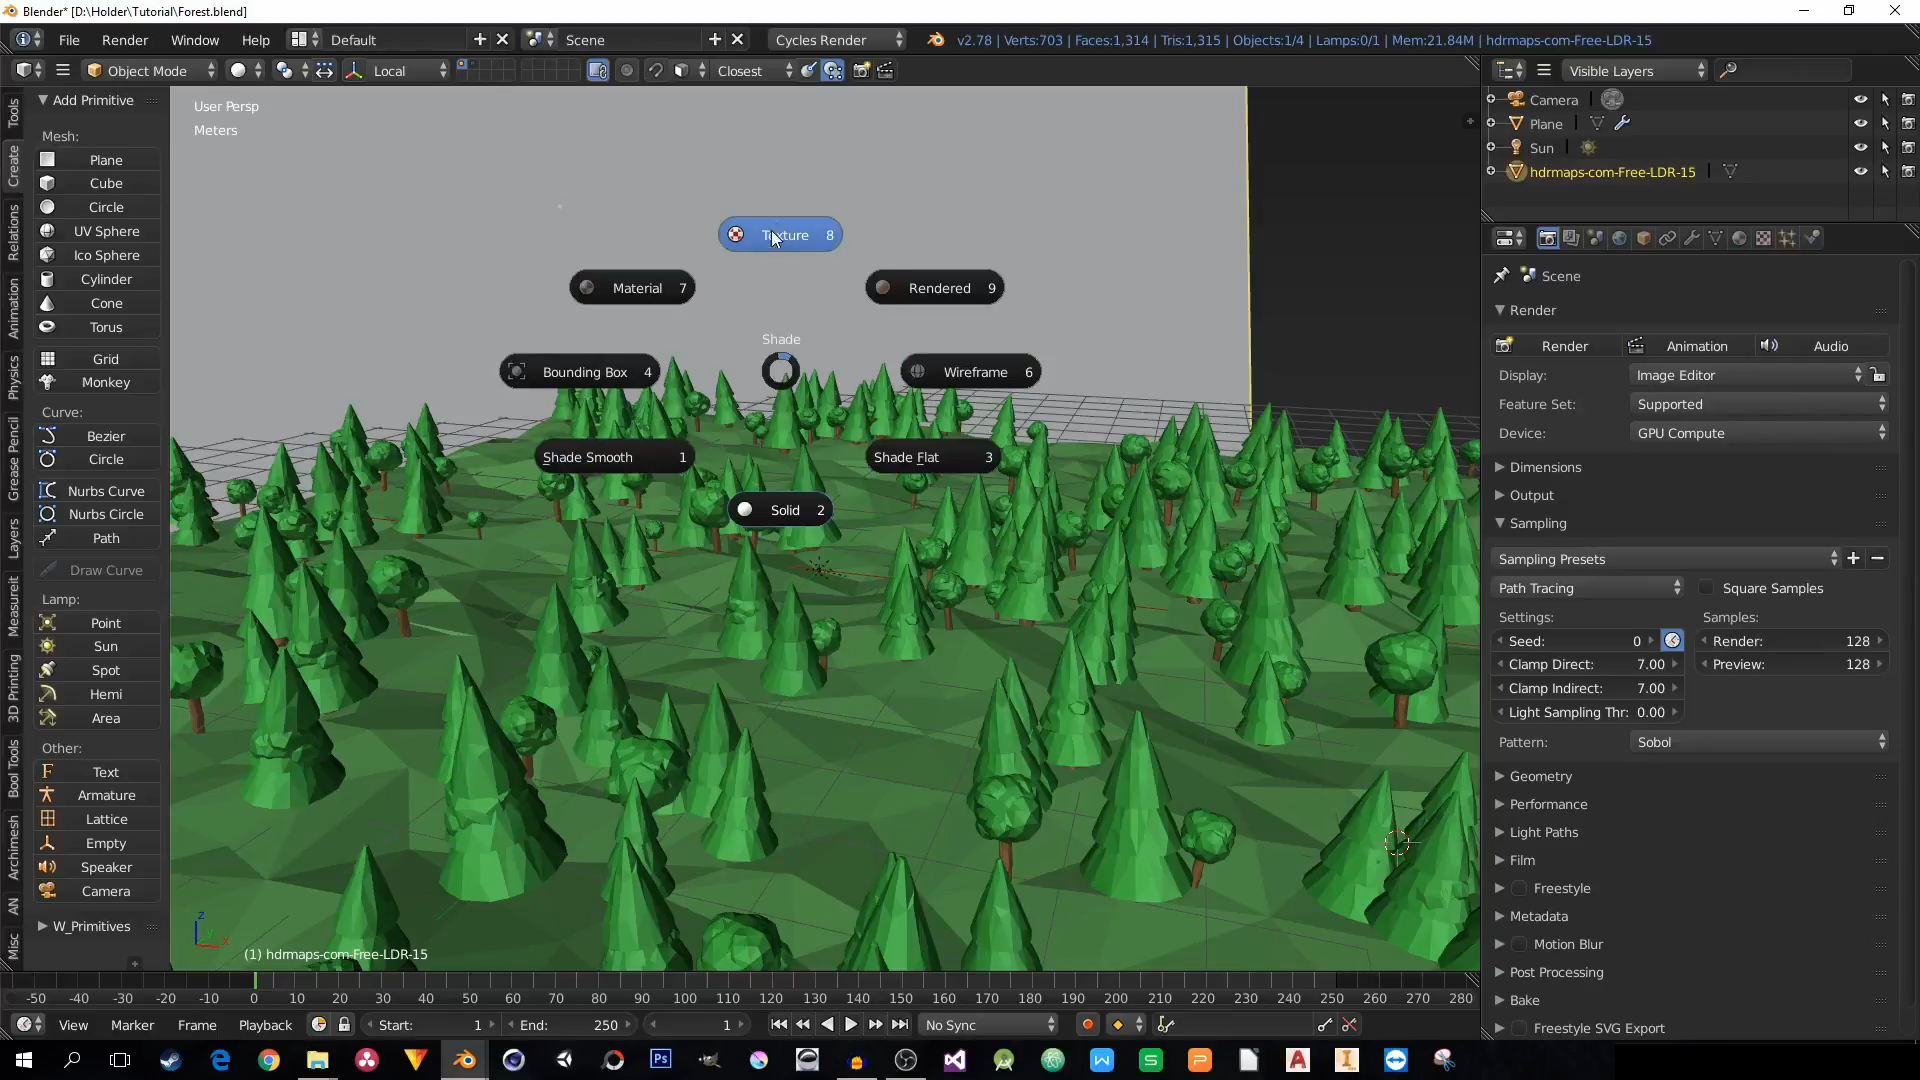 Blender* [D:\Holder\Tutorial\Forest.blend]
File Render Window Help Default Scene Cycles Render v2.78 | Verts:703 | Faces:1,314 | Tris:1,315 | Objects:1/4 | Lamps:0/1 | Mem:21.84M | hdrmaps-com-Free-LDR-15
Object Mode Local Closest Visible Layers
Tools
Create
Relations
Animation
Physics
Grease Pencil
Layers
Measureit
3D Printing
Bool Tools
Archimesh
AN
Misc
Add Primitive
Mesh:
Plane
Cube
Circle
UV Sphere
Ico Sphere
Cylinder
Cone
Torus
Grid
Monkey
Curve:
Bezier
Circle
Nurbs Curve
Nurbs Circle
Path
Draw Curve
Lamp:
Point
Sun
Spot
Hemi
Area
Other:
F Text
Armature
Lattice
Empty
Speaker
Camera
W_Primitives
User Persp
Meters
Texture 8
Material 7
Rendered 9
Shade
Bounding Box 4
Wireframe 6
Shade Smooth 1
Shade Flat 3
Solid 2
z
y
x
(1) hdrmaps-com-Free-LDR-15
Camera
Plane
Sun
hdrmaps-com-Free-LDR-15
Scene
Render
Render Animation Audio
Display: Image Editor
Feature Set: Supported
Device: GPU Compute
Dimensions
Output
Sampling
Sampling Presets
Path Tracing Square Samples
Settings: Samples:
Seed: 0 Render: 128
Clamp Direct: 7.00 Preview: 128
Clamp Indirect: 7.00
Light Sampling Thr: 0.00
Pattern: Sobol
Geometry
Performance
Light Paths
Film
Freestyle
Metadata
Motion Blur
Post Processing
Bake
Freestyle SVG Export
-50 -40 -30 -20 -10 0 10 20 30 40 50 60 70 80 90 100 110 120 130 140 150 160 170 180 190 200 210 220 230 240 250 260 270 280
View Marker Frame Playback Start: 1 End: 250 1 No Sync
Ps W S P A I